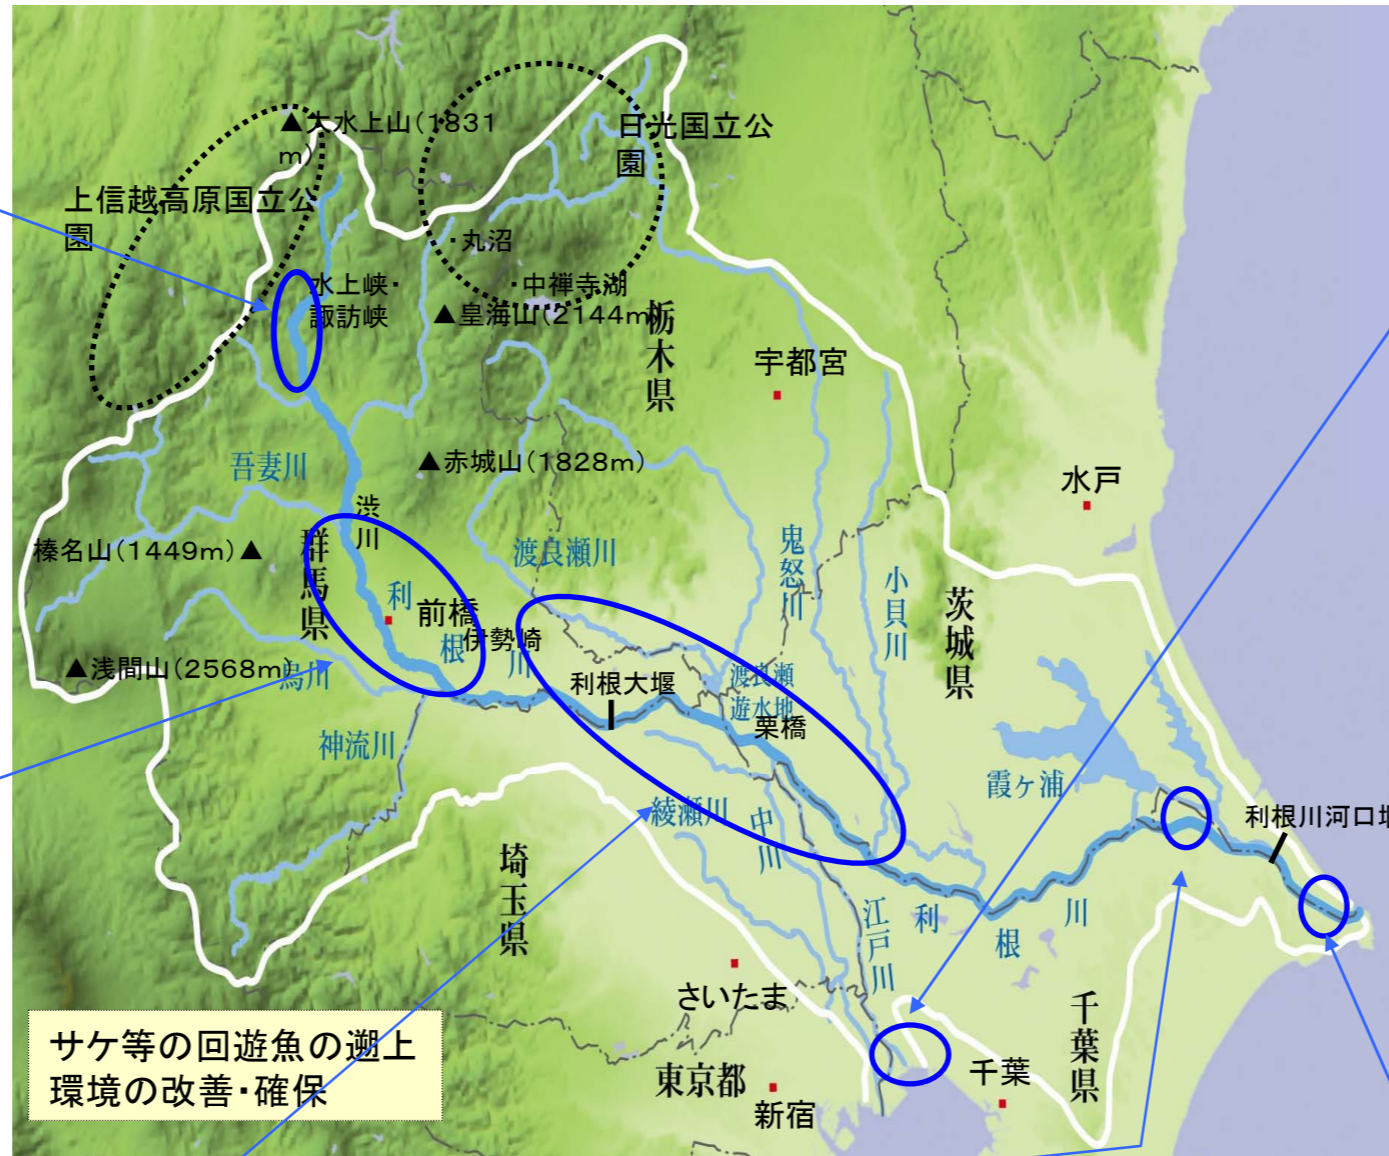 ▲大水上山(1831
m)
日光国立公
園
上信越高原国立公
園
・丸沼
水上峡・
諏訪峡
・中禅寺湖
▲皇海山(2144m)
栃木県
宇都宮
吾妻川
▲赤城山(1828m)
水戸
渋川
榛名山(1449m)▲
群馬県
渡良瀬川
鬼怒川
小貝川
茨城県
利根川
前橋
伊勢崎
▲浅間山(2568m)
烏川
利根大堰
渡良瀬
遊水地
栗橋
神流川
霞ヶ浦
綾瀬川
中川
利根川河口堰
埼玉県
江戸川
利根川
さいたま
千葉県
サケ等の回遊魚の遡上
環境の改善・確保
東京都
新宿
千葉